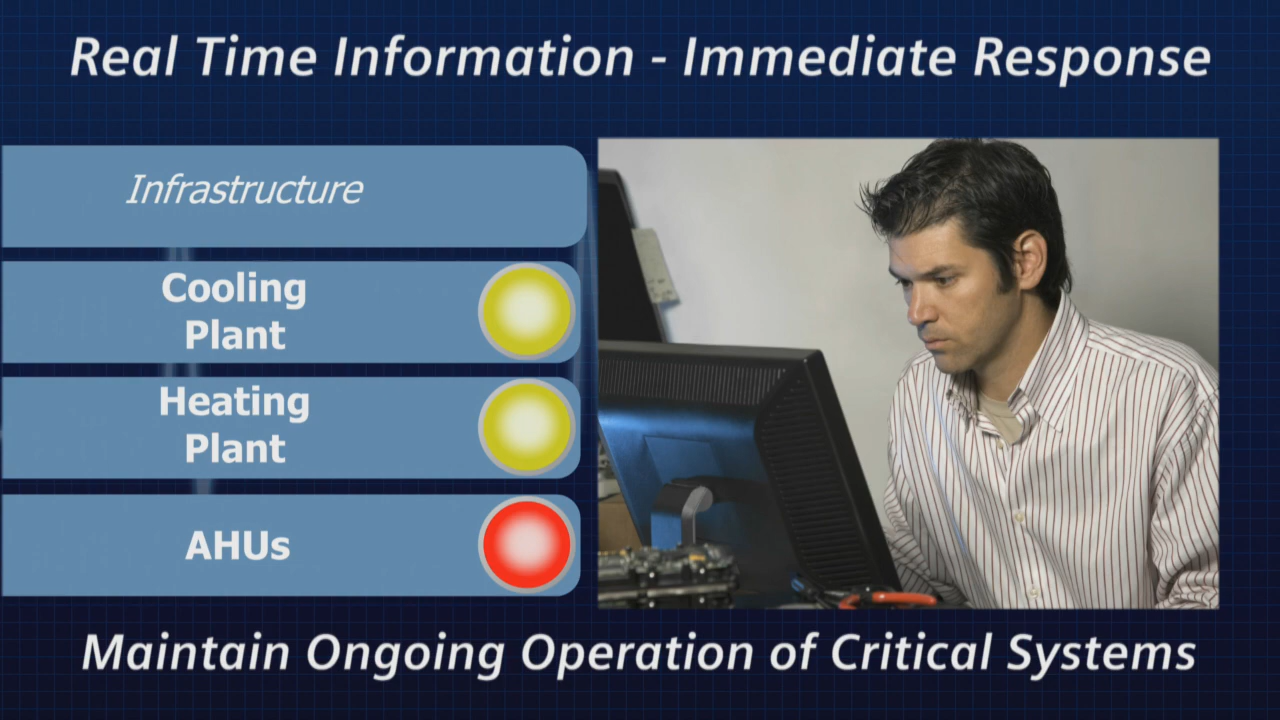 Real Time Information - Immediate Response
Infrastructure
Cooling
Plant
Heating
Plant
AHUs
Maintain Ongoing Operation of Critical Systems